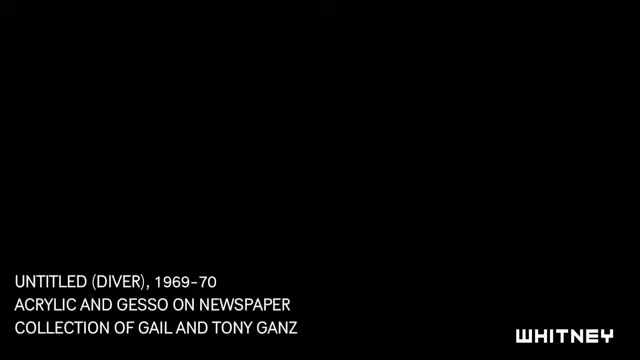 UNTITLED (DIVER), 1969-70
ACRYLIC AND GESSO ON NEWSPAPER
COLLECTION OF GAIL AND TONY GANZ
WHITNEY